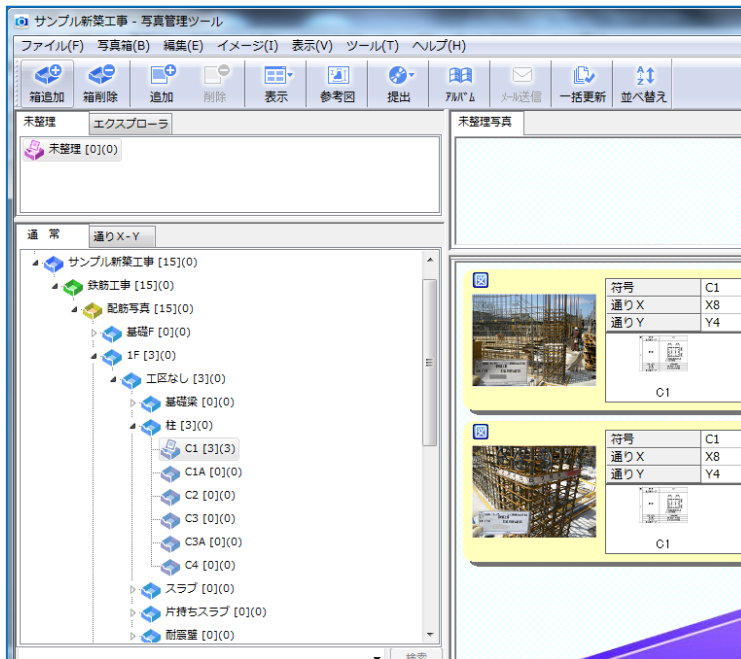 サンプル新築工事 - 写真管理ツール
ファイル(F) 写真箱(B) 編集(E) イメージ(I) 表示(V) ツール(T) ヘルプ(H)
箱追加 箱削除 追加 削除 表示 参考図 提出 ｱﾙﾊﾞﾑ ﾒｰﾙ送信 一括更新 並べ替え
未整理 エクスプローラ
未整理 [0](0)
通 常 通りX-Y
サンプル新築工事 [15](0)
鉄筋工事 [15](0)
配筋写真 [15](0)
基礎F [0](0)
1F [3](0)
工区なし [3](0)
基礎梁 [0](0)
柱 [3](0)
C1 [3](3)
C1A [0](0)
C2 [0](0)
C3 [0](0)
C3A [0](0)
C4 [0](0)
スラブ [0](0)
片持ちスラブ [0](0)
耐震壁 [0](0)
検索
未整理写真
符号 C1
通りX X8
通りY Y4
C1
符号 C1
通りX X8
通りY Y4
C1